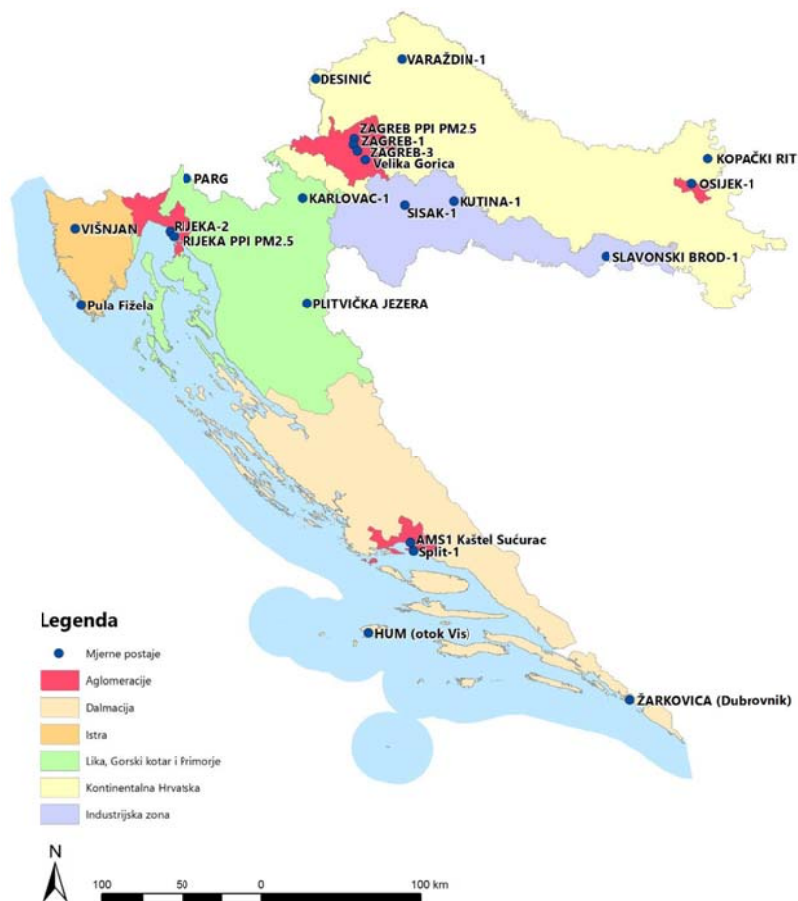 VARAŽDIN-1
DESINIĆ
ZAGREB PPI PM2.5
ZAGREB-1
ZAGREB-3
Velika Gorica
KOPAČKI RIT
PARG
OSIJEK-1
KARLOVAC-1
KUTINA-1
SISAK-1
VIŠNJAN
RIJEKA-2
RIJEKA PPI PM2.5
SLAVONSKI BROD-1
Pula Fižela
PLITVIČKA JEZERA
AMS1 Kaštel Sućurac
Split-1
HUM (otok Vis)
ŽARKOVICA (Dubrovnik)
Legenda
Mjerne postaje
Aglomeracije
Dalmacija
Istra
Lika, Gorski kotar i Primorje
Kontinentalna Hrvatska
Industrijska zona
N
100 50 0 100 km